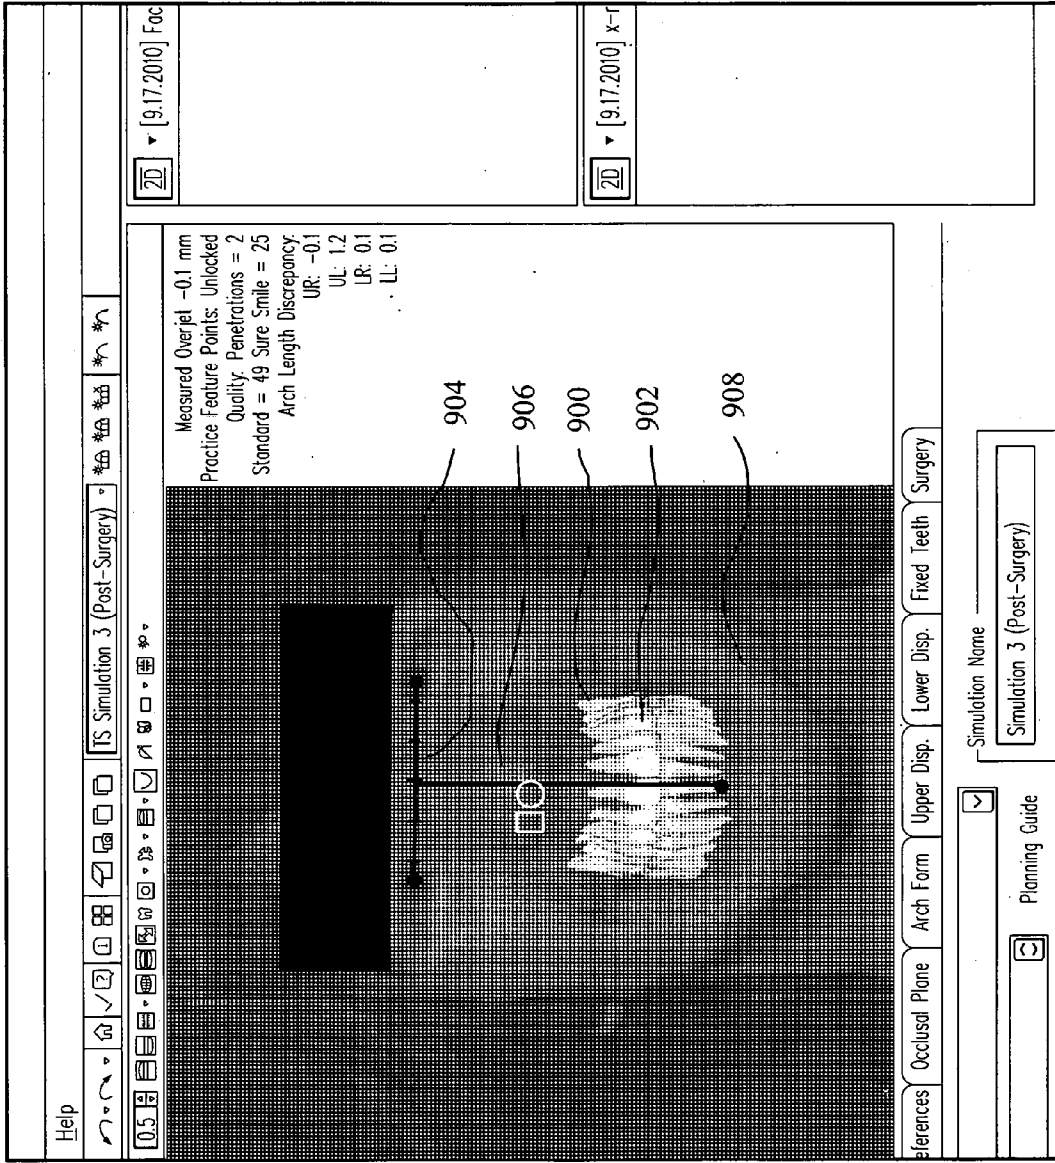 Help
TS Simulation 3 (Post-Surgery)
0.5
Measured Overjet -0.1 mm
Practice Feature Points: Unlocked
Quality: Penetrations = 2
Standard = 49 Sure Smile = 25
Arch Length Discrepancy:
UR: -0.1
UL: 1.2
LR: 0.1
LL: 0.1
904
906
900
902
908
2D ▾ [9.17.2010] Fac
2D ▾ [9.17.2010] x-r
eferences Occlusal Plane Arch Form Upper Disp. Lower Disp. Fixed Teeth Surgery
Simulation Name
Planning Guide Simulation 3 (Post-Surgery)